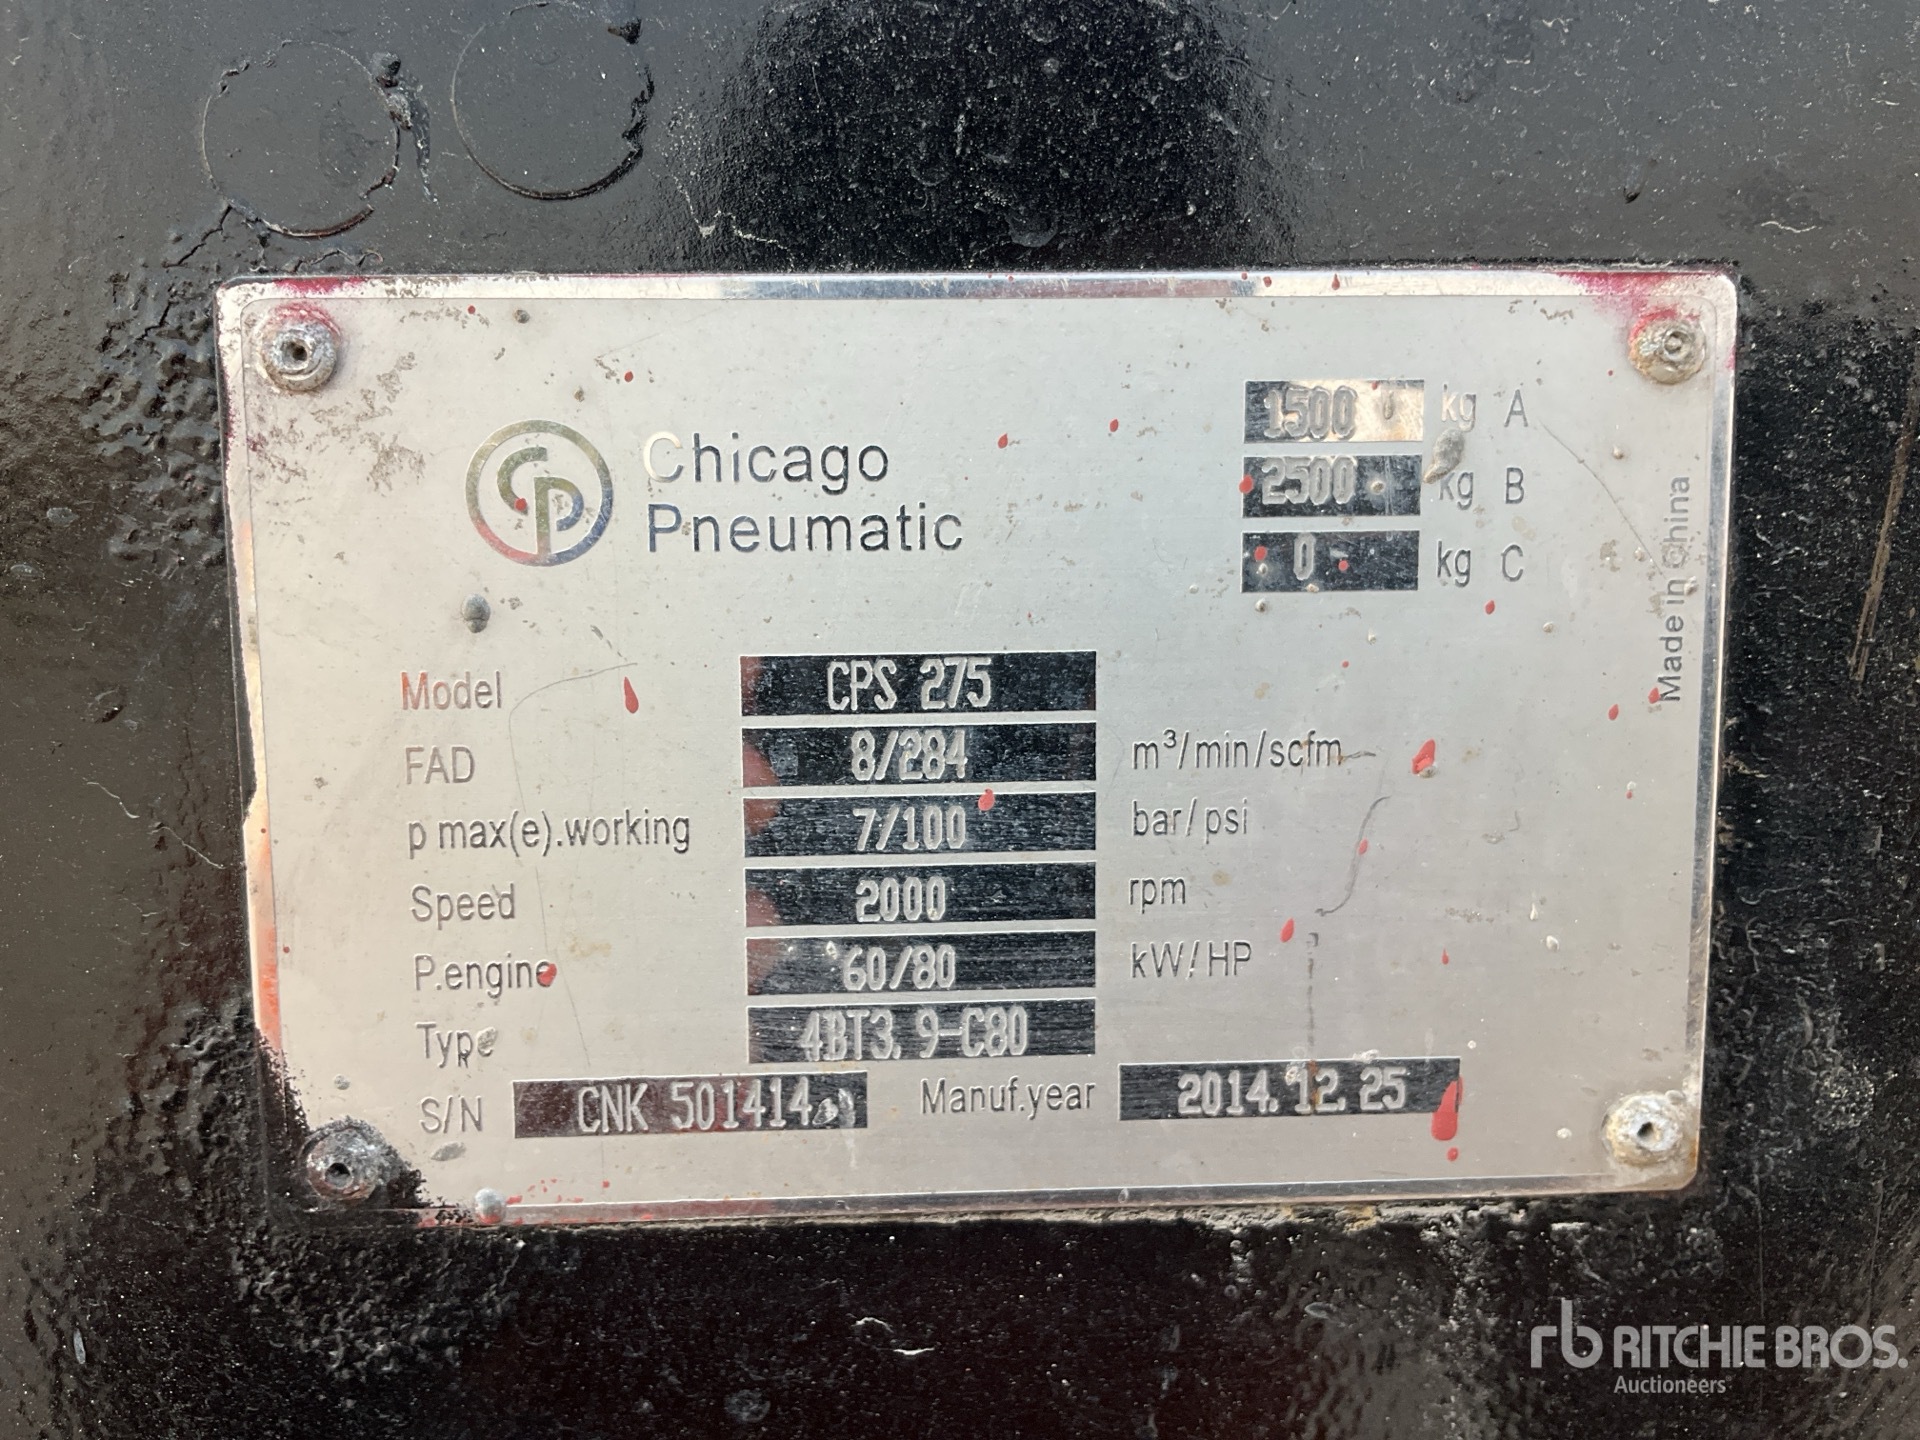 CP
Chicago
Pneumatic
1500 kg A
2500 kg B
0 kg C
Made in China
Model CPS 275
FAD 8/284 m³/min/scfm
p max(e).working 7/100 bar/psi
Speed 2000 rpm
P.engine 60/80 kW/HP
Type 4BT3.9-C80
S/N CNK 501414 Manuf.year 2014.12.25
rb RITCHIE BROS.
Auctioneers